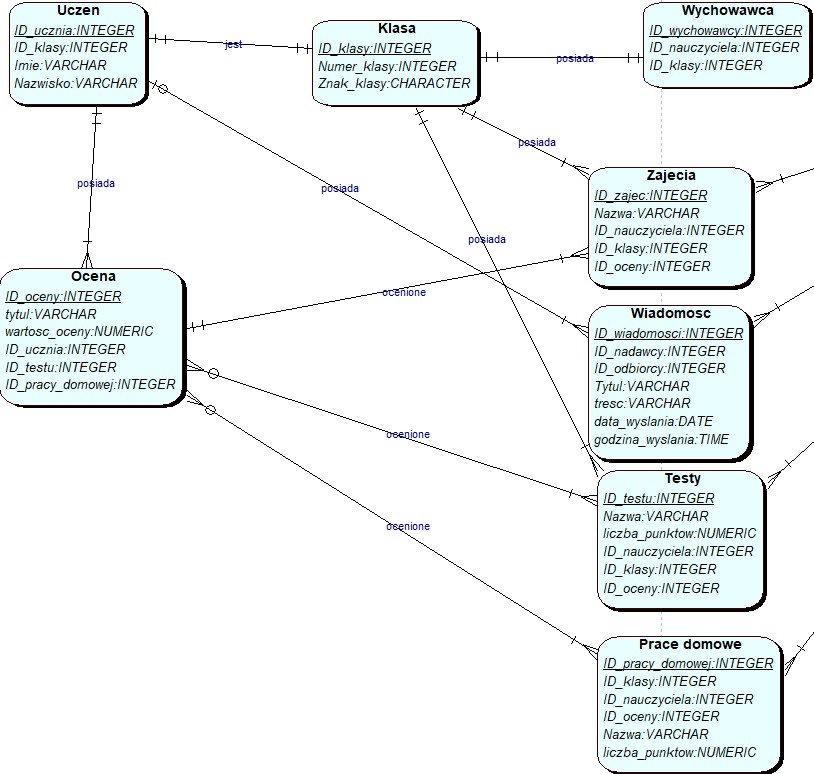 Uczen
ID_ucznia:INTEGER
ID_klasy:INTEGER
Imie:VARCHAR
Nazwisko:VARCHAR
jest
Klasa
ID_klasy:INTEGER
Numer_klasy:INTEGER
Znak_klasy:CHARACTER
posiada
Wychowawca
ID_wychowawcy:INTEGER
ID_nauczyciela:INTEGER
ID_klasy:INTEGER
posiada
posiada
posiada
posiada
Zajecia
ID_zajec:INTEGER
Nazwa:VARCHAR
ID_nauczyciela:INTEGER
ID_klasy:INTEGER
ID_oceny:INTEGER
Ocena
ID_oceny:INTEGER
tytul:VARCHAR
wartosc_oceny:NUMERIC
ID_ucznia:INTEGER
ID_testu:INTEGER
ID_pracy_domowej:INTEGER
ocenione
Wiadomosc
ID_wiadomosci:INTEGER
ID_nadawcy:INTEGER
ID_odbiorcy:INTEGER
Tytul:VARCHAR
tresc:VARCHAR
data_wyslania:DATE
godzina_wyslania:TIME
ocenione
Testy
ID_testu:INTEGER
Nazwa:VARCHAR
liczba_punktow:NUMERIC
ID_nauczyciela:INTEGER
ID_klasy:INTEGER
ID_oceny:INTEGER
ocenione
Prace domowe
ID_pracy_domowej:INTEGER
ID_klasy:INTEGER
ID_nauczyciela:INTEGER
ID_oceny:INTEGER
Nazwa:VARCHAR
liczba_punktow:NUMERIC